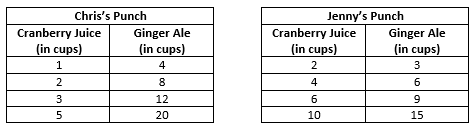 Chris's Punch
Cranberry Juice (in cups) Ginger Ale (in cups)
1 4
2 8
3 12
5 20
Jenny's Punch
Cranberry Juice (in cups) Ginger Ale (in cups)
2 3
4 6
6 9
10 15